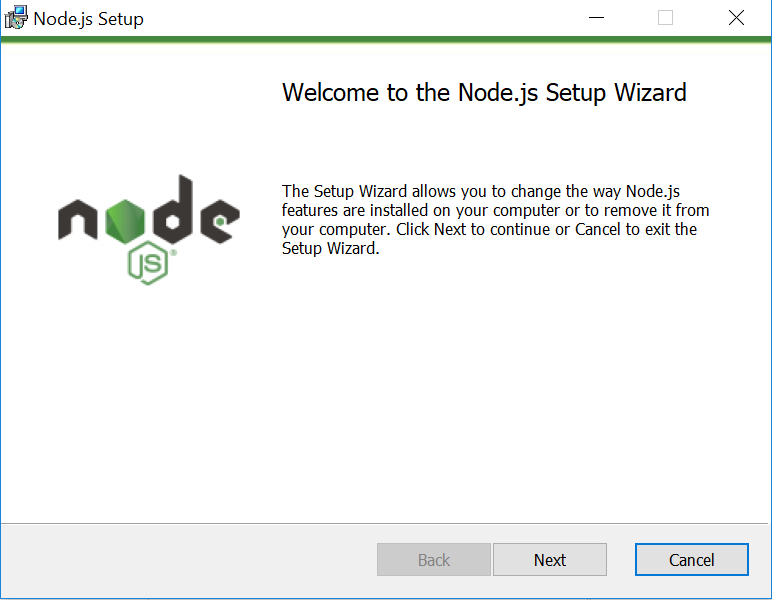 Node.js Setup
Welcome to the Node.js Setup Wizard
node
JS®
The Setup Wizard allows you to change the way Node.js
features are installed on your computer or to remove it from
your computer. Click Next to continue or Cancel to exit the
Setup Wizard.
Back
Next
Cancel